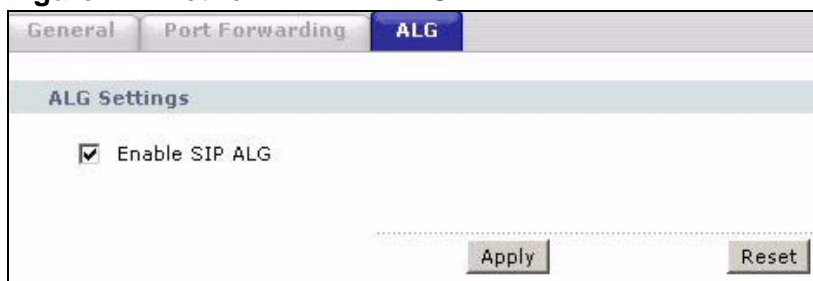 General Port Forwarding ALG
ALG Settings
Enable SIP ALG
Apply Reset